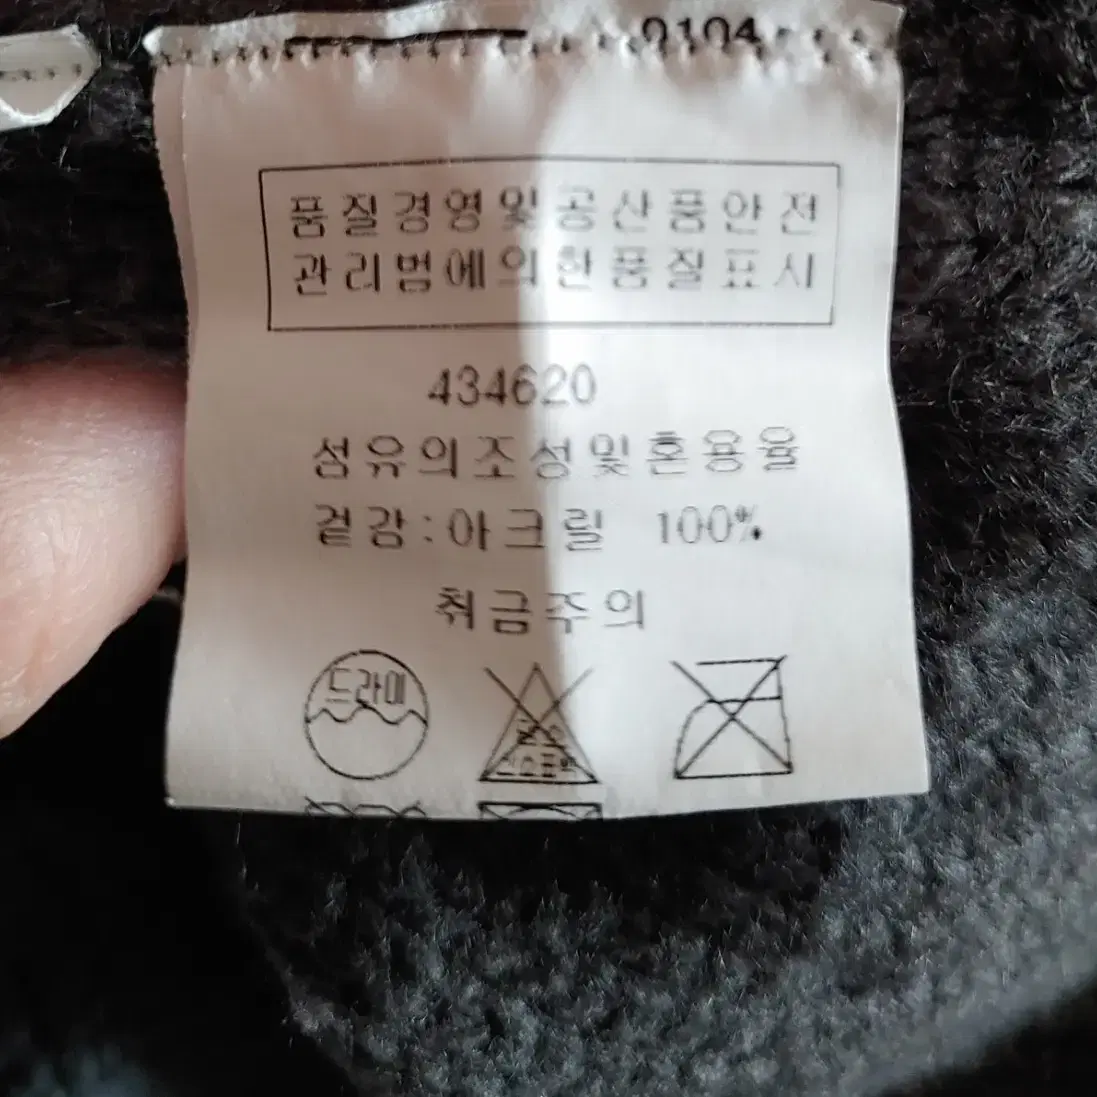 0104
품질경영및공산품안전
관리법에의한품질표시
434620
섬유의조성및혼용율
겉감:아크릴 100%
취급주의
드라이